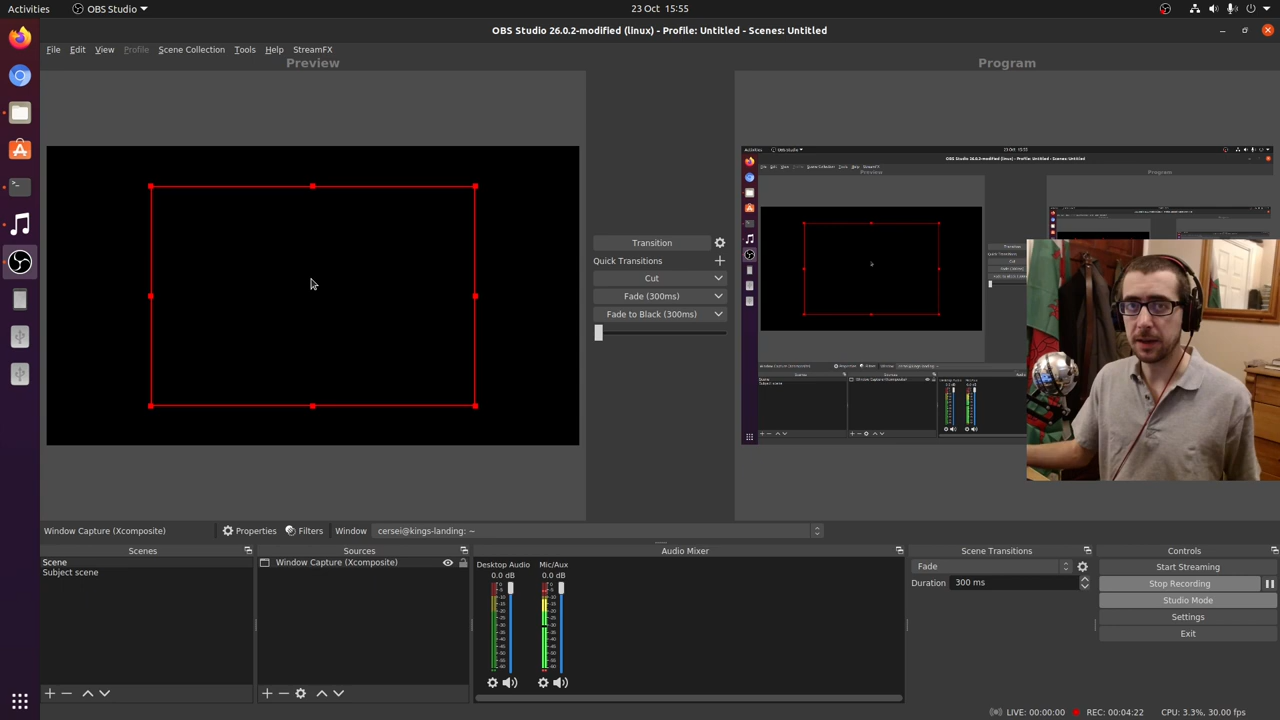 Activities
OBS Studio
23 Oct 15:55
OBS Studio 26.0.2-modified (linux) - Profile: Untitled - Scenes: Untitled
File Edit View Profile Scene Collection Tools Help StreamFX
Preview
Program
Transition
Quick Transitions
Cut
Fade (300ms)
Fade to Black (300ms)
Window Capture (Xcomposite)
Properties
Filters
Window
cersei@kings-landing: ~
Scenes
Scene
Subject scene
Sources
Window Capture (Xcomposite)
Audio Mixer
Desktop Audio
0.0 dB
Mic/Aux
0.0 dB
Scene Transitions
Fade
Duration 300 ms
Controls
Start Streaming
Stop Recording
Studio Mode
Settings
Exit
LIVE: 00:00:00
REC: 00:04:22
CPU: 3.3%, 30.00 fps